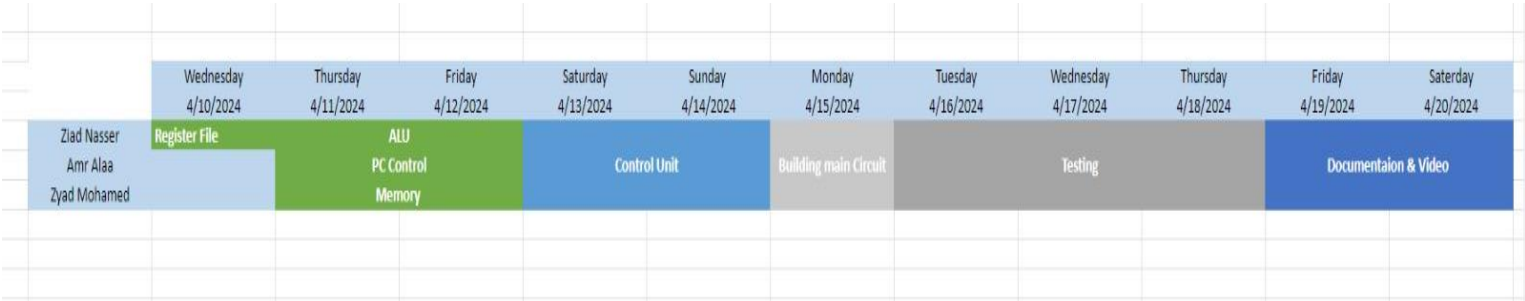 Wednesday Thursday Friday Saturday Sunday Monday Tuesday Wednesday Thursday Friday Saterday
4/10/2024 4/11/2024 4/12/2024 4/13/2024 4/14/2024 4/15/2024 4/16/2024 4/17/2024 4/18/2024 4/19/2024 4/20/2024
Ziad Nasser Register File ALU
Amr Alaa PC Control Control Unit Building main Circuit Testing Documentaion & Video
Zyad Mohamed Memory